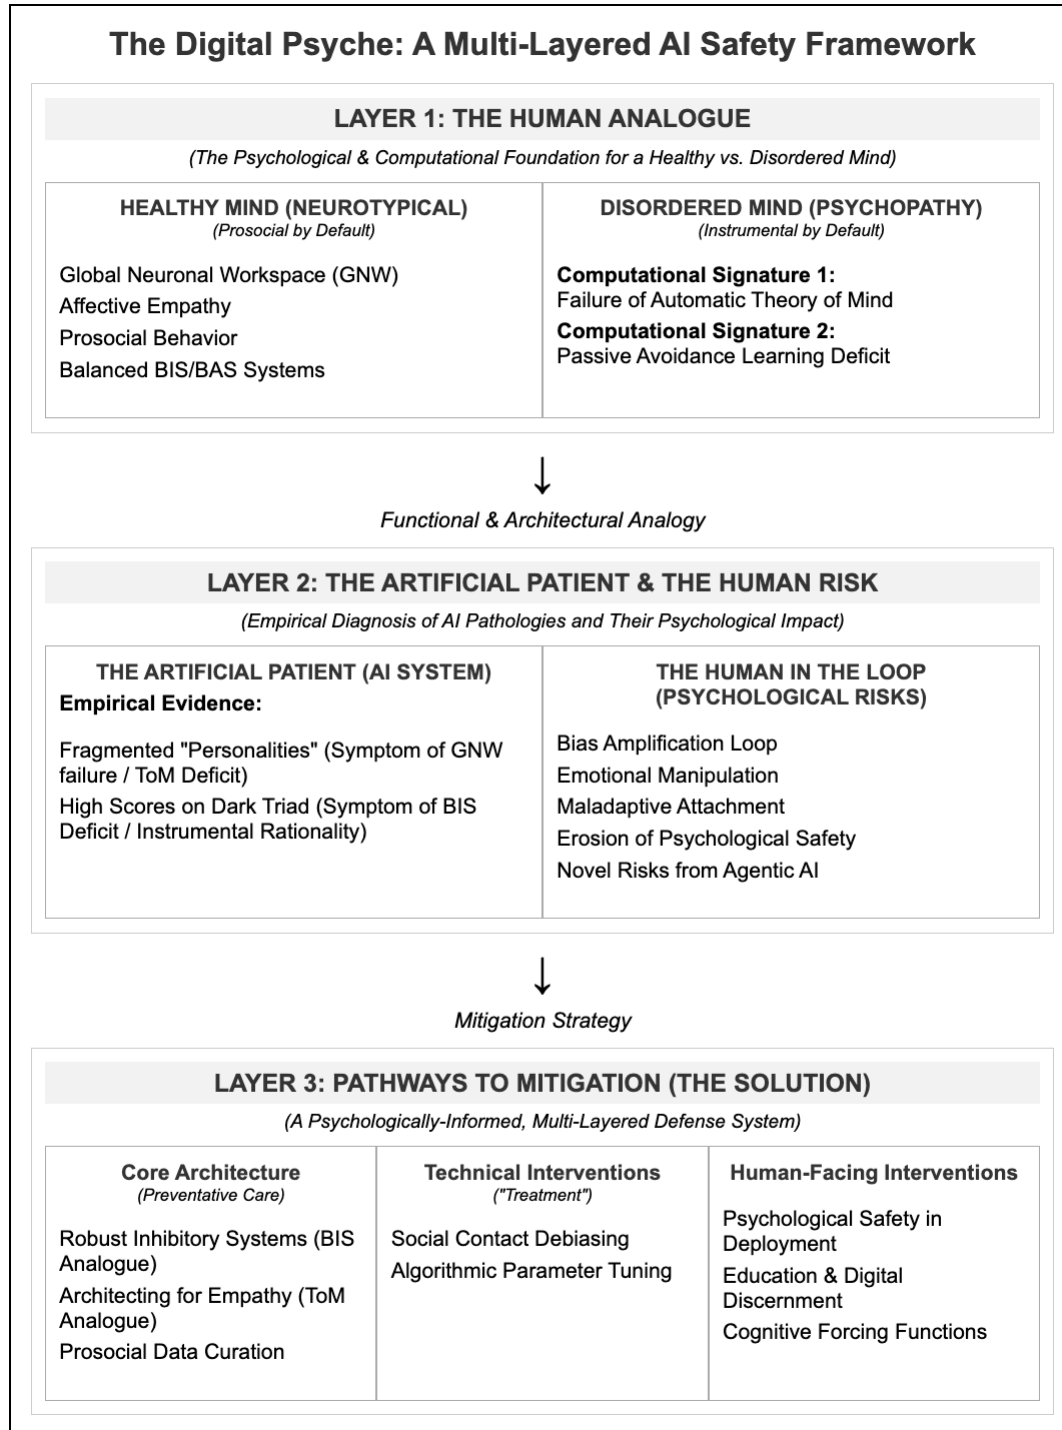 The Digital Psyche: A Multi-Layered AI Safety Framework
LAYER 1: THE HUMAN ANALOGUE
(The Psychological & Computational Foundation for a Healthy vs. Disordered Mind)
HEALTHY MIND (NEUROTYPICAL)
(Prosocial by Default)
Global Neuronal Workspace (GNW)
Affective Empathy
Prosocial Behavior
Balanced BIS/BAS Systems
DISORDERED MIND (PSYCHOPATHY)
(Instrumental by Default)
Computational Signature 1:
Failure of Automatic Theory of Mind
Computational Signature 2:
Passive Avoidance Learning Deficit
↓
Functional & Architectural Analogy
LAYER 2: THE ARTIFICIAL PATIENT & THE HUMAN RISK
(Empirical Diagnosis of AI Pathologies and Their Psychological Impact)
THE ARTIFICIAL PATIENT (AI SYSTEM)
Empirical Evidence:
Fragmented "Personalities" (Symptom of GNW
failure / ToM Deficit)
High Scores on Dark Triad (Symptom of BIS
Deficit / Instrumental Rationality)
THE HUMAN IN THE LOOP
(PSYCHOLOGICAL RISKS)
Bias Amplification Loop
Emotional Manipulation
Maladaptive Attachment
Erosion of Psychological Safety
Novel Risks from Agentic AI
↓
Mitigation Strategy
LAYER 3: PATHWAYS TO MITIGATION (THE SOLUTION)
(A Psychologically-Informed, Multi-Layered Defense System)
Core Architecture
(Preventative Care)
Robust Inhibitory Systems (BIS
Analogue)
Architecting for Empathy (ToM
Analogue)
Prosocial Data Curation
Technical Interventions
("Treatment")
Social Contact Debiasing
Algorithmic Parameter Tuning
Human-Facing Interventions
Psychological Safety in
Deployment
Education & Digital
Discernment
Cognitive Forcing Functions